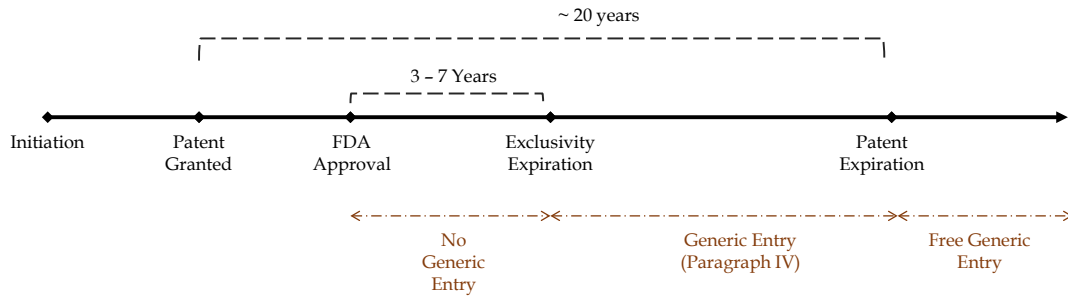 ~ 20 years
3 – 7 Years
Initiation
Patent
Granted
FDA
Approval
Exclusivity
Expiration
Patent
Expiration
No
Generic
Entry
Generic Entry
(Paragraph IV)
Free Generic
Entry